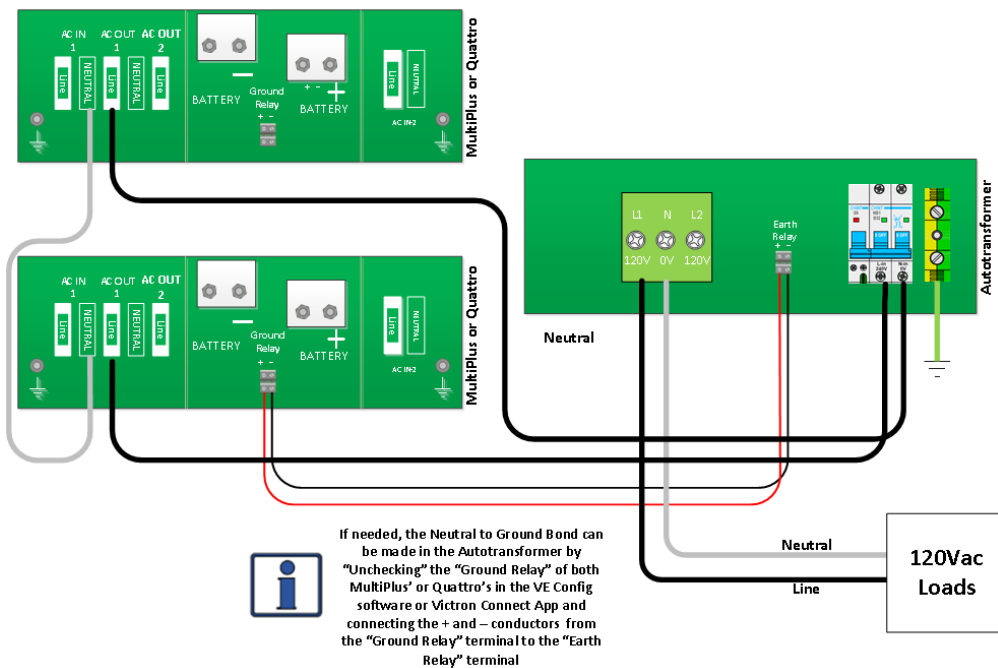 AC IN AC OUT AC OUT
1 1 2
Line NEUTRAL Line NEUTRAL Line
BATTERY
Ground
Relay
+ -
+ -
BATTERY
Line NEUTRAL
AC IN-2
MultiPlus or Quattro
AC IN AC OUT AC OUT
1 1 2
Line NEUTRAL Line NEUTRAL Line
BATTERY
Ground
Relay
+ -
BATTERY
Line NEUTRAL
AC IN-2
MultiPlus or Quattro
L1 N L2
120V 0V 120V
Earth
Relay
+ -
Autotransformer
Neutral
Neutral
Line
120Vac
Loads
If needed, the Neutral to Ground Bond can
be made in the Autotransformer by
“Unchecking” the “Ground Relay” of both
MultiPlus’ or Quattro’s in the VE Config
software or Victron Connect App and
connecting the + and – conductors from
the “Ground Relay” terminal to the “Earth
Relay” terminal